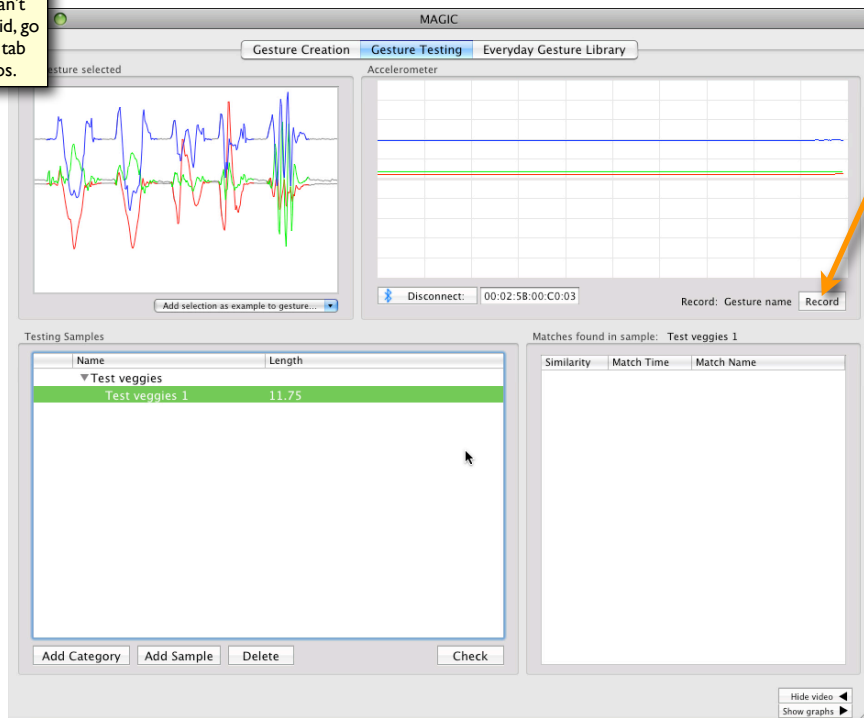 an't
id, go
tab
os.
MAGIC
Gesture Creation Gesture Testing Everyday Gesture Library
esture selected
Accelerometer
Add selection as example to gesture...
Disconnect: 00:02:5B:00:C0:03
Record: Gesture name Record
Testing Samples
Name Length
Test veggies
Test veggies 1 11.75
Add Category Add Sample Delete Check
Matches found in sample: Test veggies 1
Similarity Match Time Match Name
Hide video
Show graphs